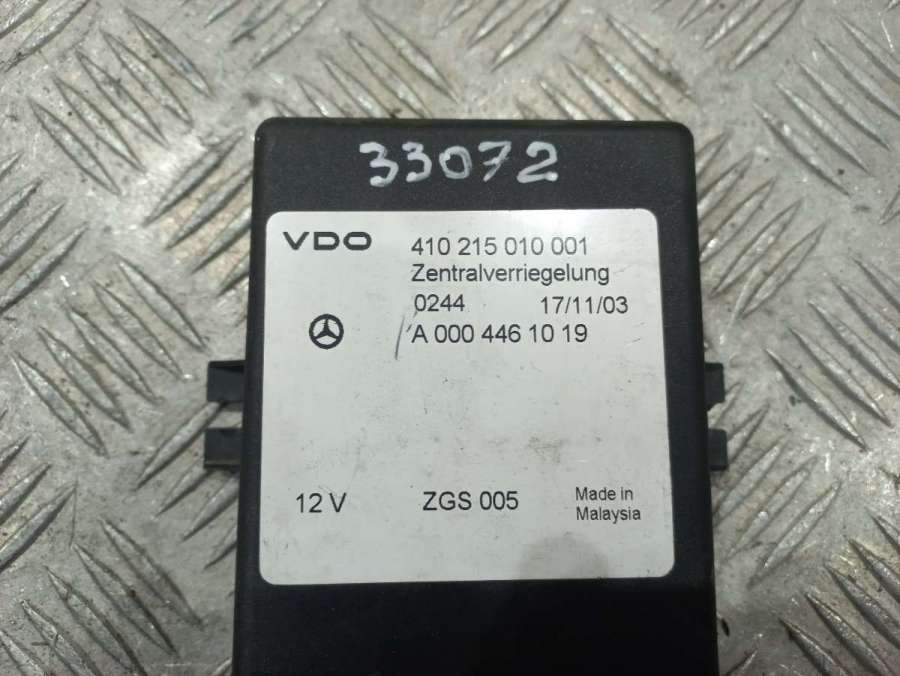 33072
VDO 410 215 010 001
Zentralverriegelung
0244 17/11/03
A 000 446 10 19
12 V ZGS 005 Made in
Malaysia